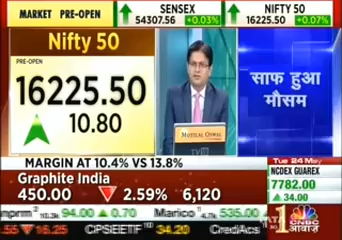 MARKET PRE-OPEN
SENSEX
54307.56 +0.03%
NIFTY 50
16225.50 +0.07%
Nifty 50
PRE-OPEN
16225.50
10.80
साफ हुआ
मौसम
MOTILAL OSWAL
MARGIN AT 10.4% VS 13.8%
Graphite India
450.00 2.59% 6,120
Tue 24 May
NCDEX GUAREX
7782.00
34.00
94.00 0.70 Marico 535.00
16.25 CPSEETF 34.20 CredAcis
CNBC
आवाज़